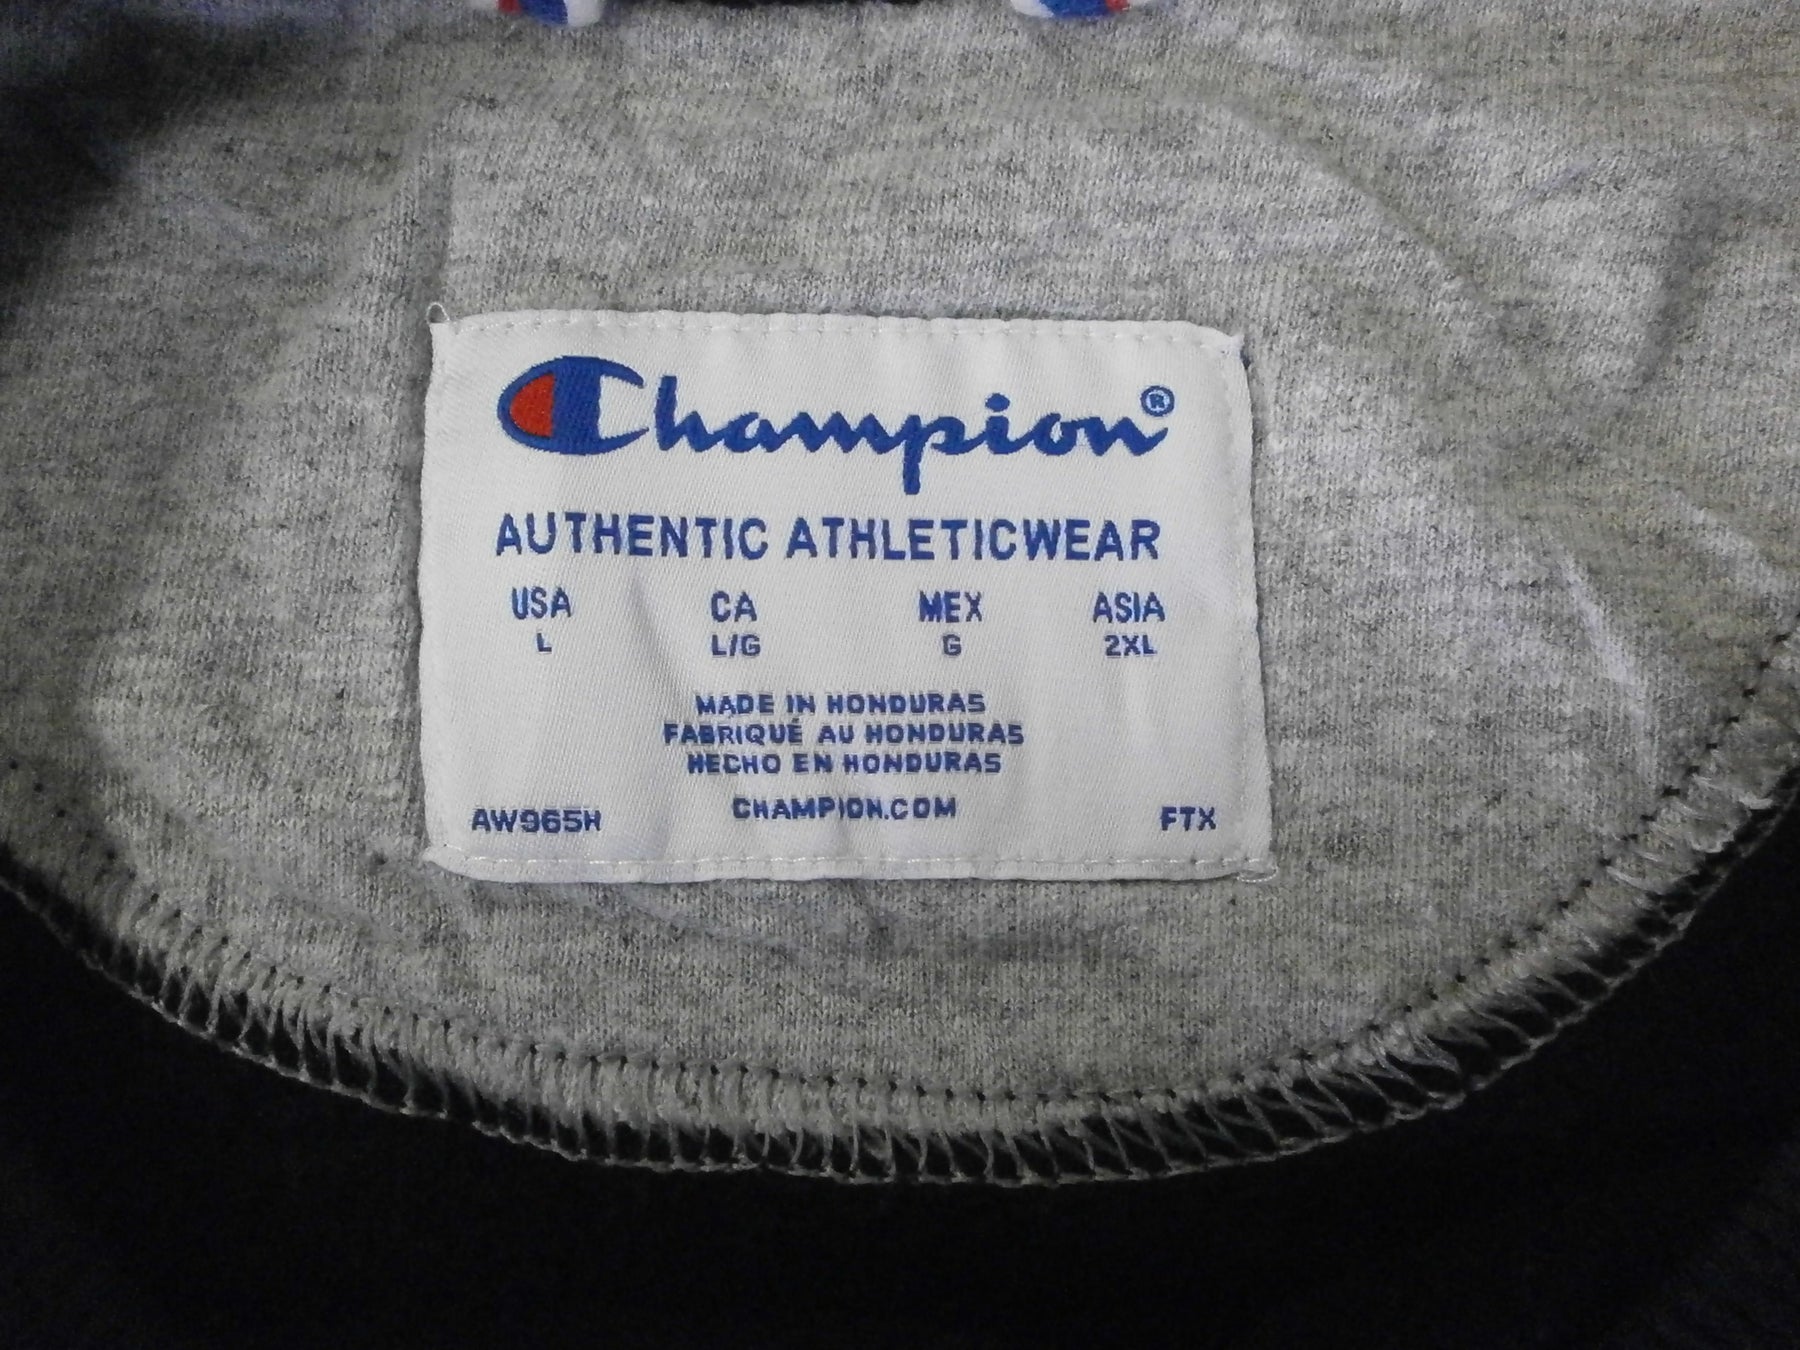 Champion®
AUTHENTIC ATHLETICWEAR
USA CA MEX ASIA
L L/G G 2XL
MADE IN HONDURAS
FABRIQUÉ AU HONDURAS
HECHO EN HONDURAS
AW965H CHAMPION.COM FTX